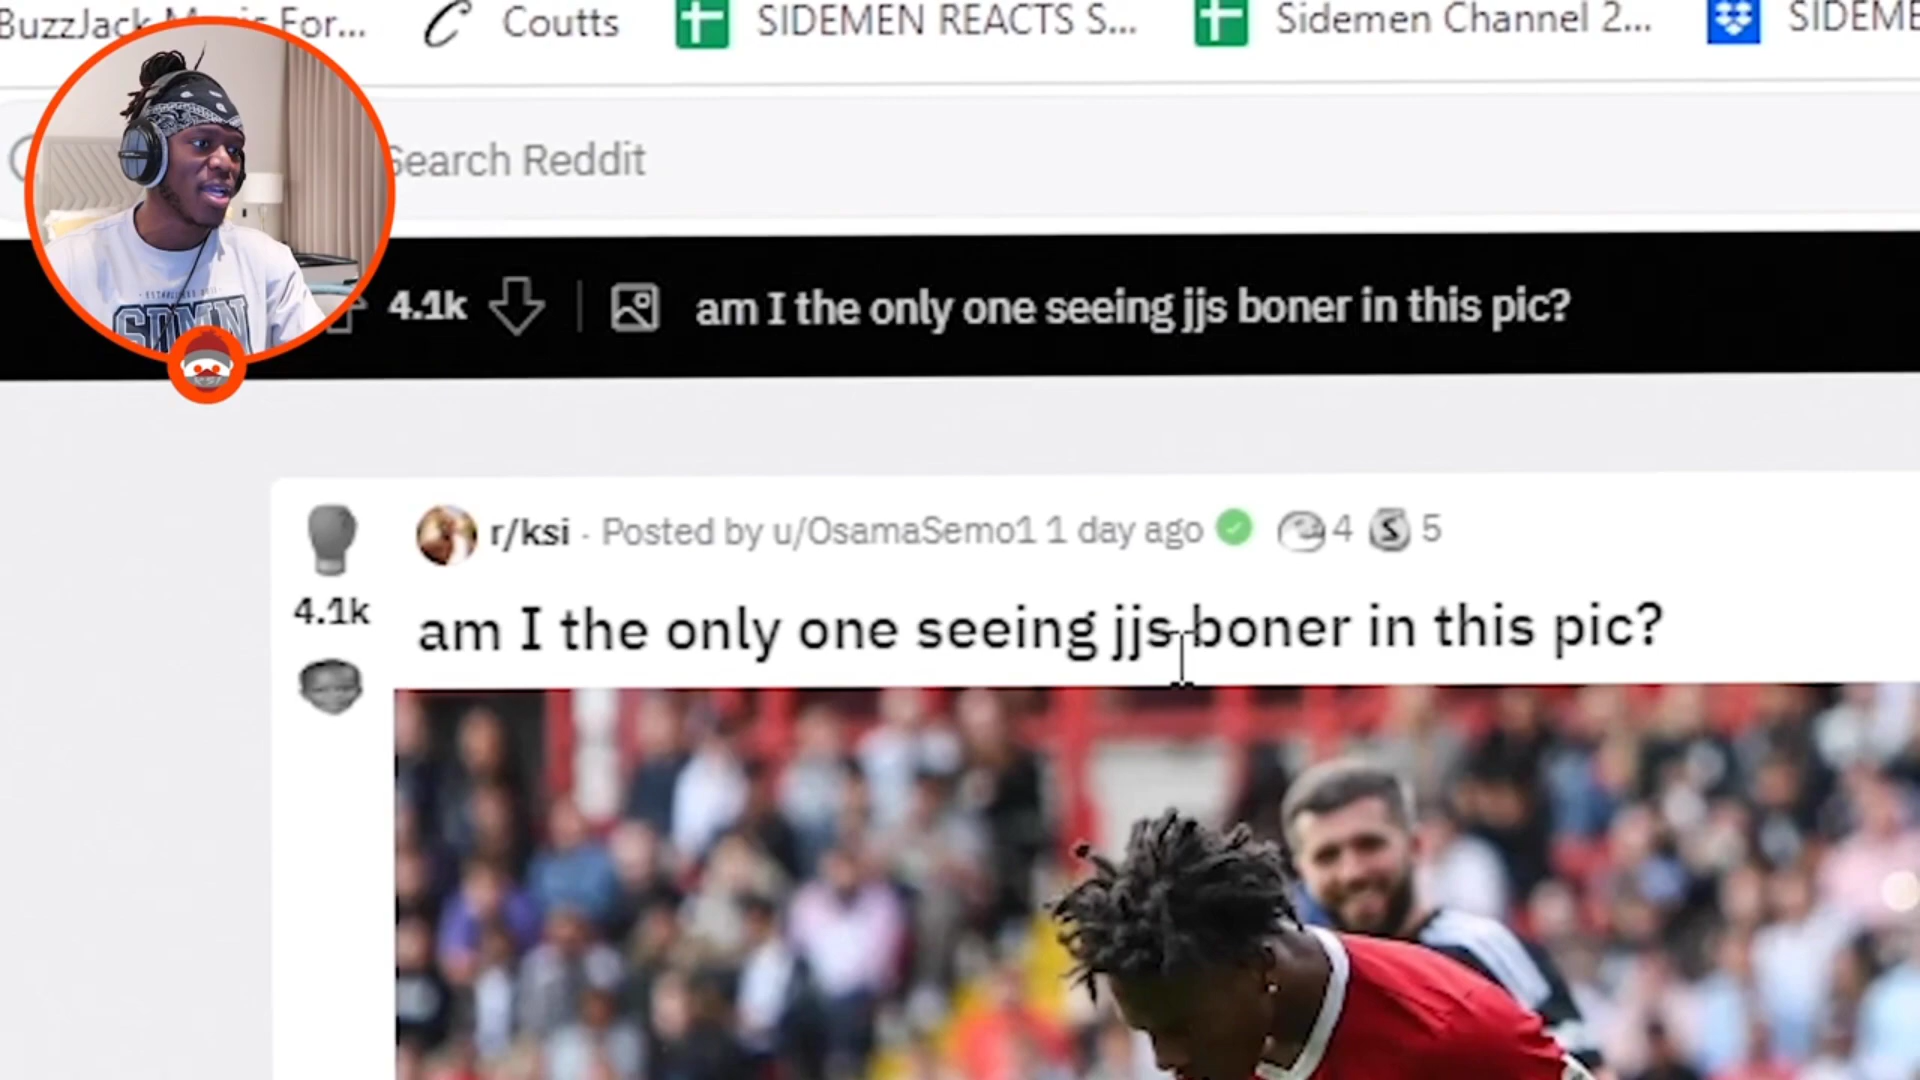 BuzzJack Music For... Coutts SIDEMEN REACTS S... Sidemen Channel 2... SIDEME
Search Reddit
4.1k am I the only one seeing jjs boner in this pic?
SDMN
r/ksi · Posted by u/OsamaSemo1 1 day ago 4 S 5
4.1k
am I the only one seeing jjs boner in this pic?